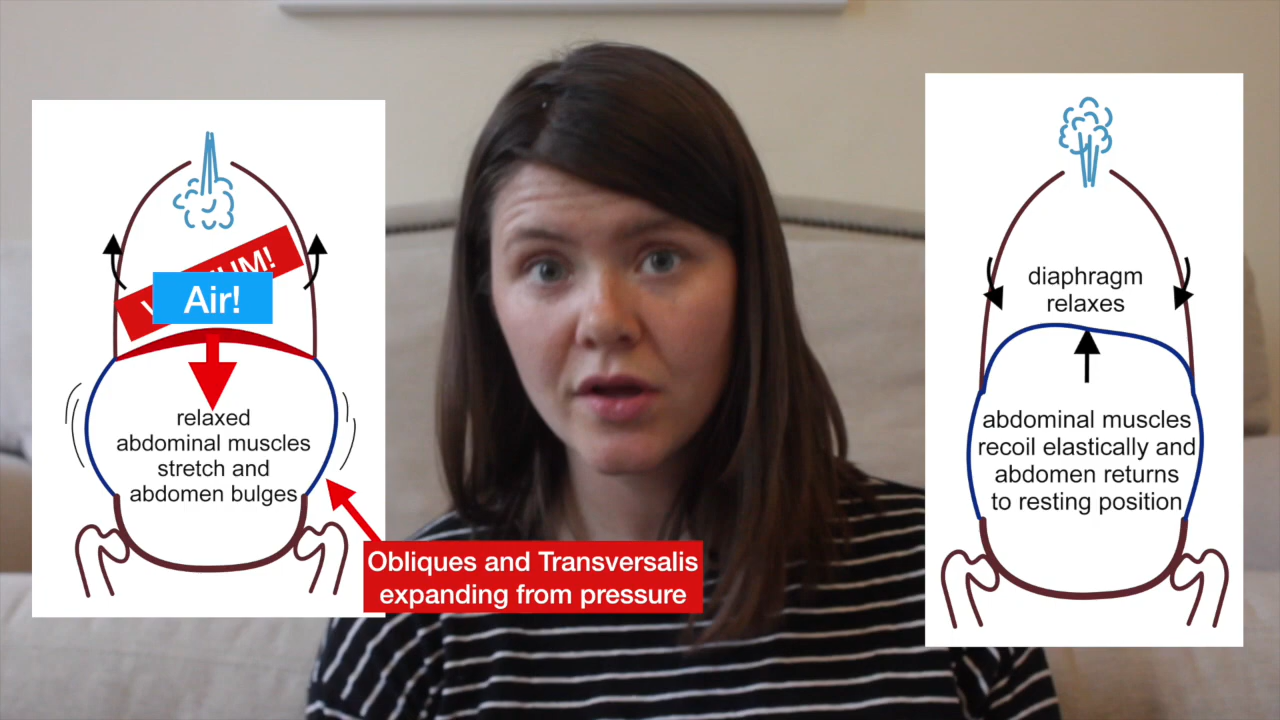 UM!
Air!
relaxed
abdominal muscles
stretch and
abdomen bulges
Obliques and Transversalis
expanding from pressure
diaphragm
relaxes
abdominal muscles
recoil elastically and
abdomen returns
to resting position